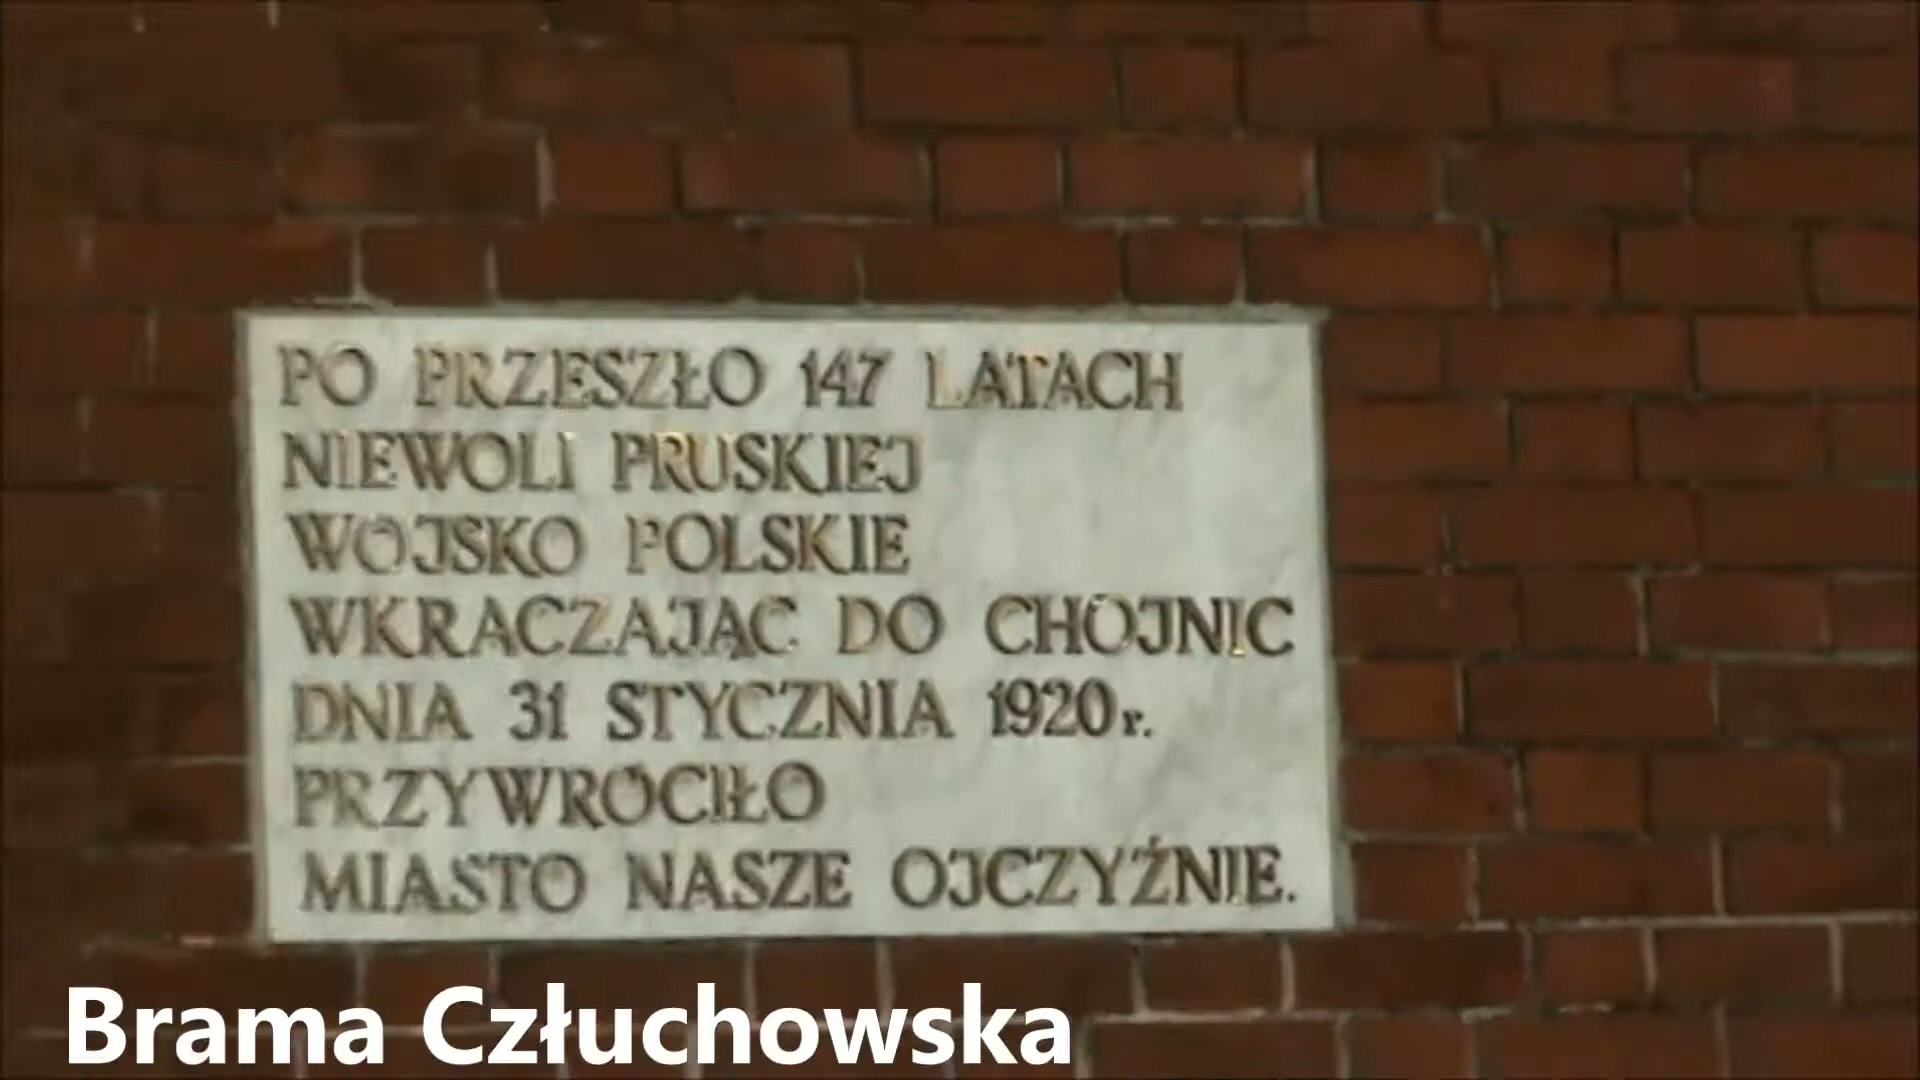 PO PRZESZŁO 147 LATACH
NIEWOLI PRUSKIEJ
WOJSKO POLSKIE
WKRACZAJĄC DO CHOJNIC
DNIA 31 STYCZNIA 1920 r.
PRZYWRÓCIŁO
MIASTO NASZE OJCZYŹNIE.
Brama Człuchowska